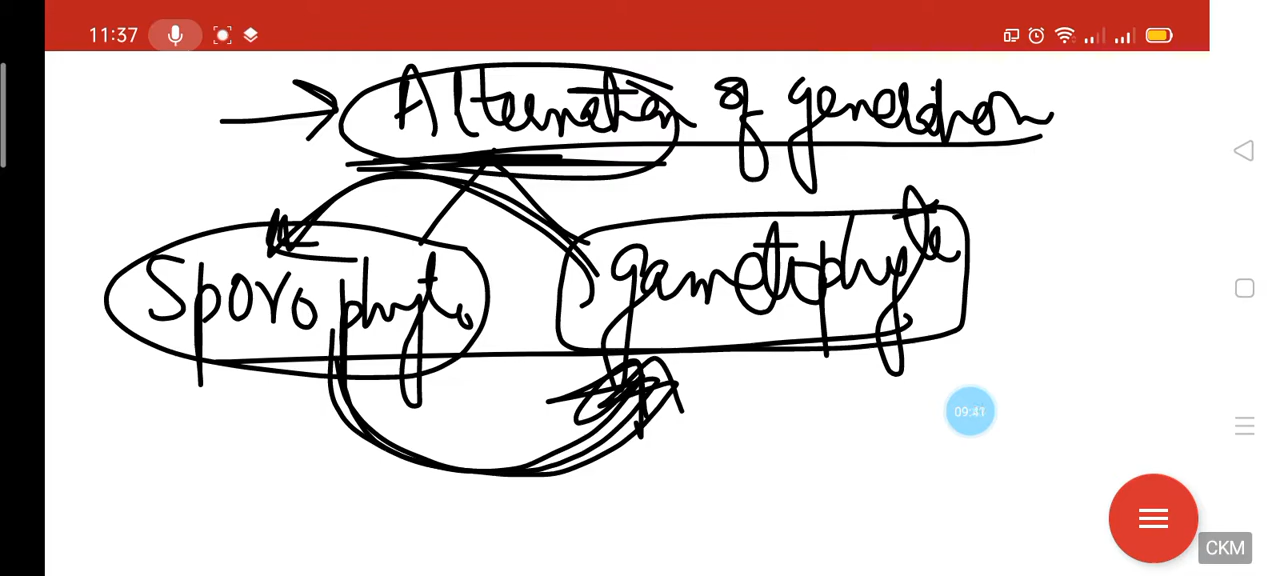 11:37
Alternation of generation
Sporophyte gametophyte
09:41
CKM